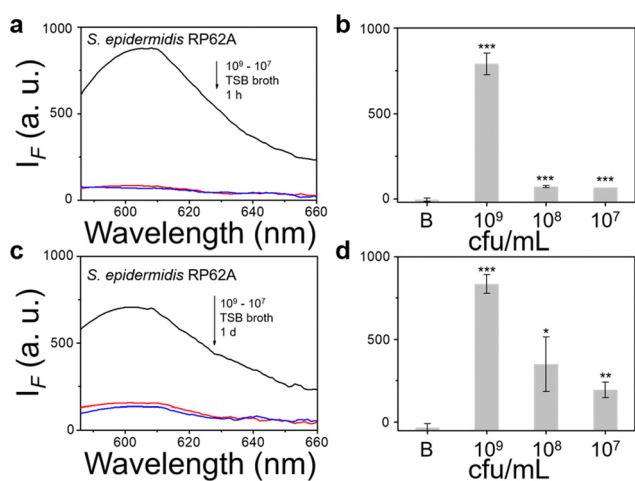 a
S. epidermidis RP62A
10⁹ - 10⁷
TSB broth
1 h
1000
500
0
I_F (a. u.)
600 620 640 660
Wavelength (nm)
b
1000
500
0
***
***
***
B 10⁹ 10⁸ 10⁷
cfu/mL
c
S. epidermidis RP62A
10⁹ - 10⁷
TSB broth
1 d
1000
500
0
I_F (a. u.)
600 620 640 660
Wavelength (nm)
d
1000
500
0
***
*
**
B 10⁹ 10⁸ 10⁷
cfu/mL